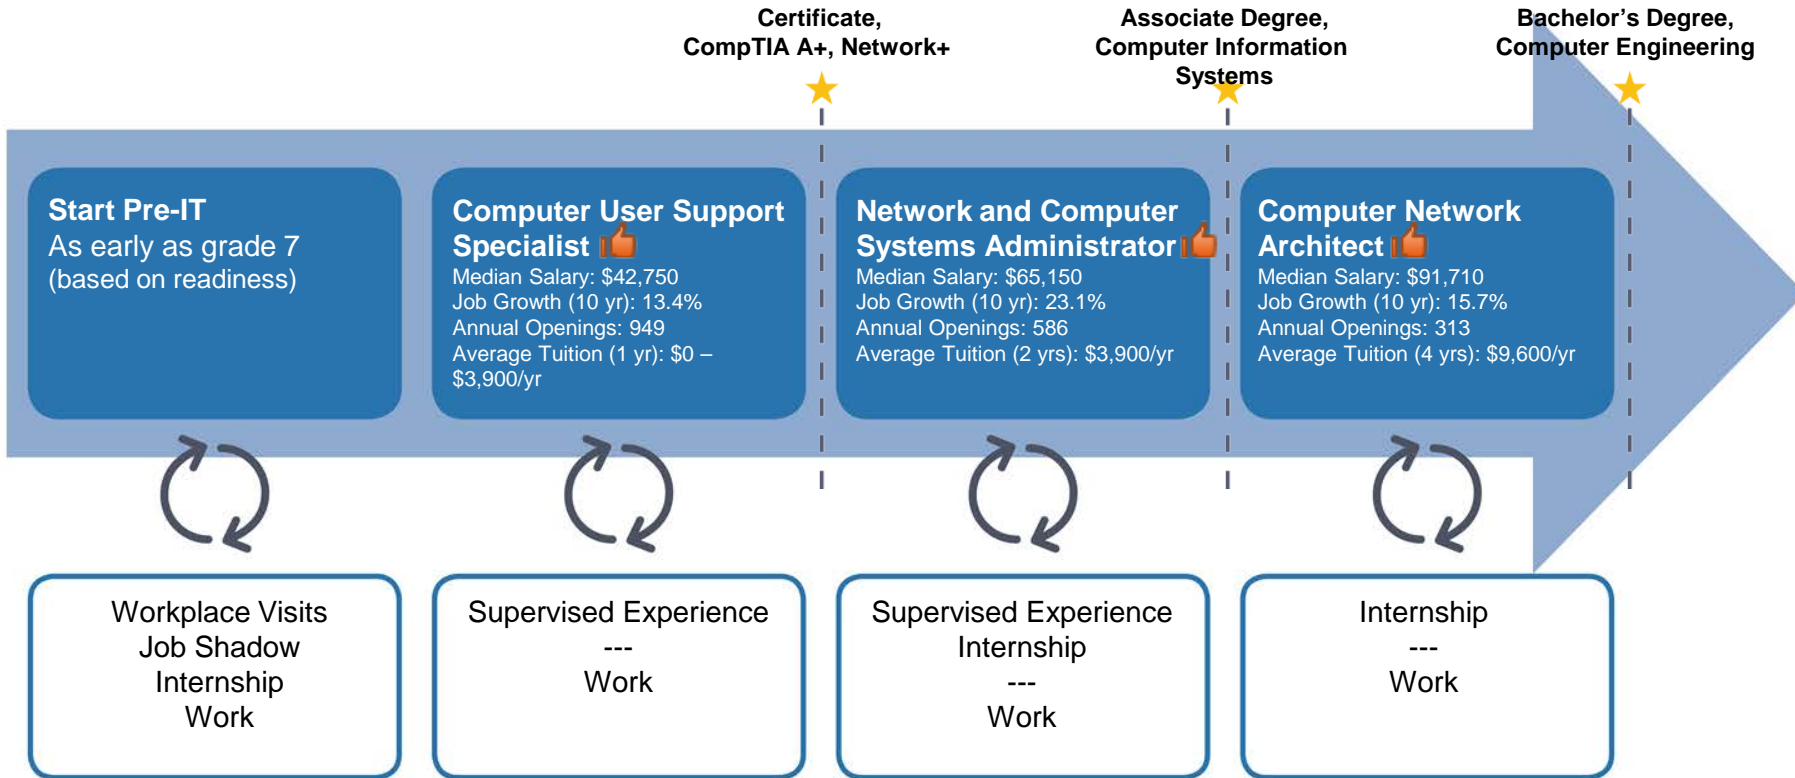 Certificate,
CompTIA A+, Network+
Associate Degree,
Computer Information
Systems
Bachelor’s Degree,
Computer Engineering
Start Pre-IT
As early as grade 7
(based on readiness)
Computer User Support
Specialist
Median Salary: $42,750
Job Growth (10 yr): 13.4%
Annual Openings: 949
Average Tuition (1 yr): $0 –
$3,900/yr
Network and Computer
Systems Administrator
Median Salary: $65,150
Job Growth (10 yr): 23.1%
Annual Openings: 586
Average Tuition (2 yrs): $3,900/yr
Computer Network
Architect
Median Salary: $91,710
Job Growth (10 yr): 15.7%
Annual Openings: 313
Average Tuition (4 yrs): $9,600/yr
Workplace Visits
Job Shadow
Internship
Work
Supervised Experience
---
Work
Supervised Experience
Internship
---
Work
Internship
---
Work